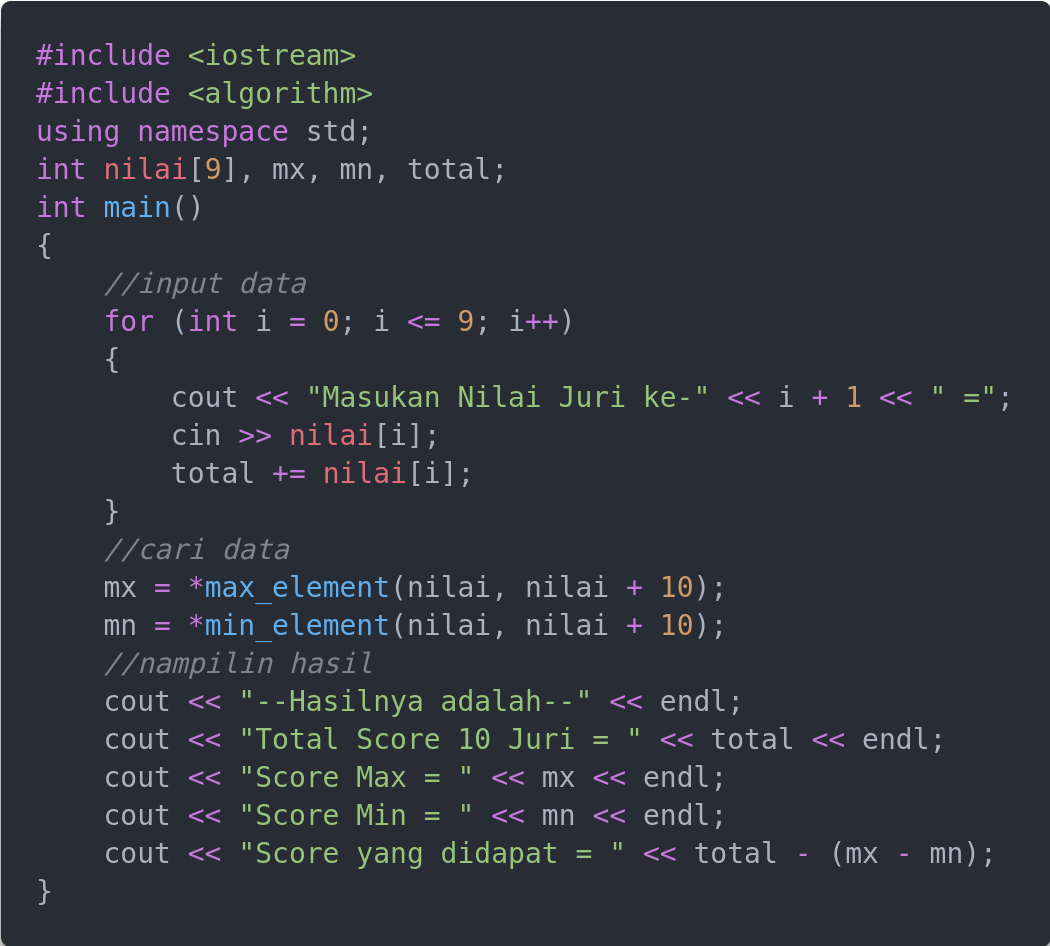 #include <iostream>
#include <algorithm>
using namespace std;
int nilai[9], mx, mn, total;
int main()
{
    //input data
    for (int i = 0; i <= 9; i++)
    {
        cout << "Masukan Nilai Juri ke-" << i + 1 << " =";
        cin >> nilai[i];
        total += nilai[i];
    }
    //cari data
    mx = *max_element(nilai, nilai + 10);
    mn = *min_element(nilai, nilai + 10);
    //nampilin hasil
    cout << "--Hasilnya adalah--" << endl;
    cout << "Total Score 10 Juri = " << total << endl;
    cout << "Score Max = " << mx << endl;
    cout << "Score Min = " << mn << endl;
    cout << "Score yang didapat = " << total - (mx - mn);
}